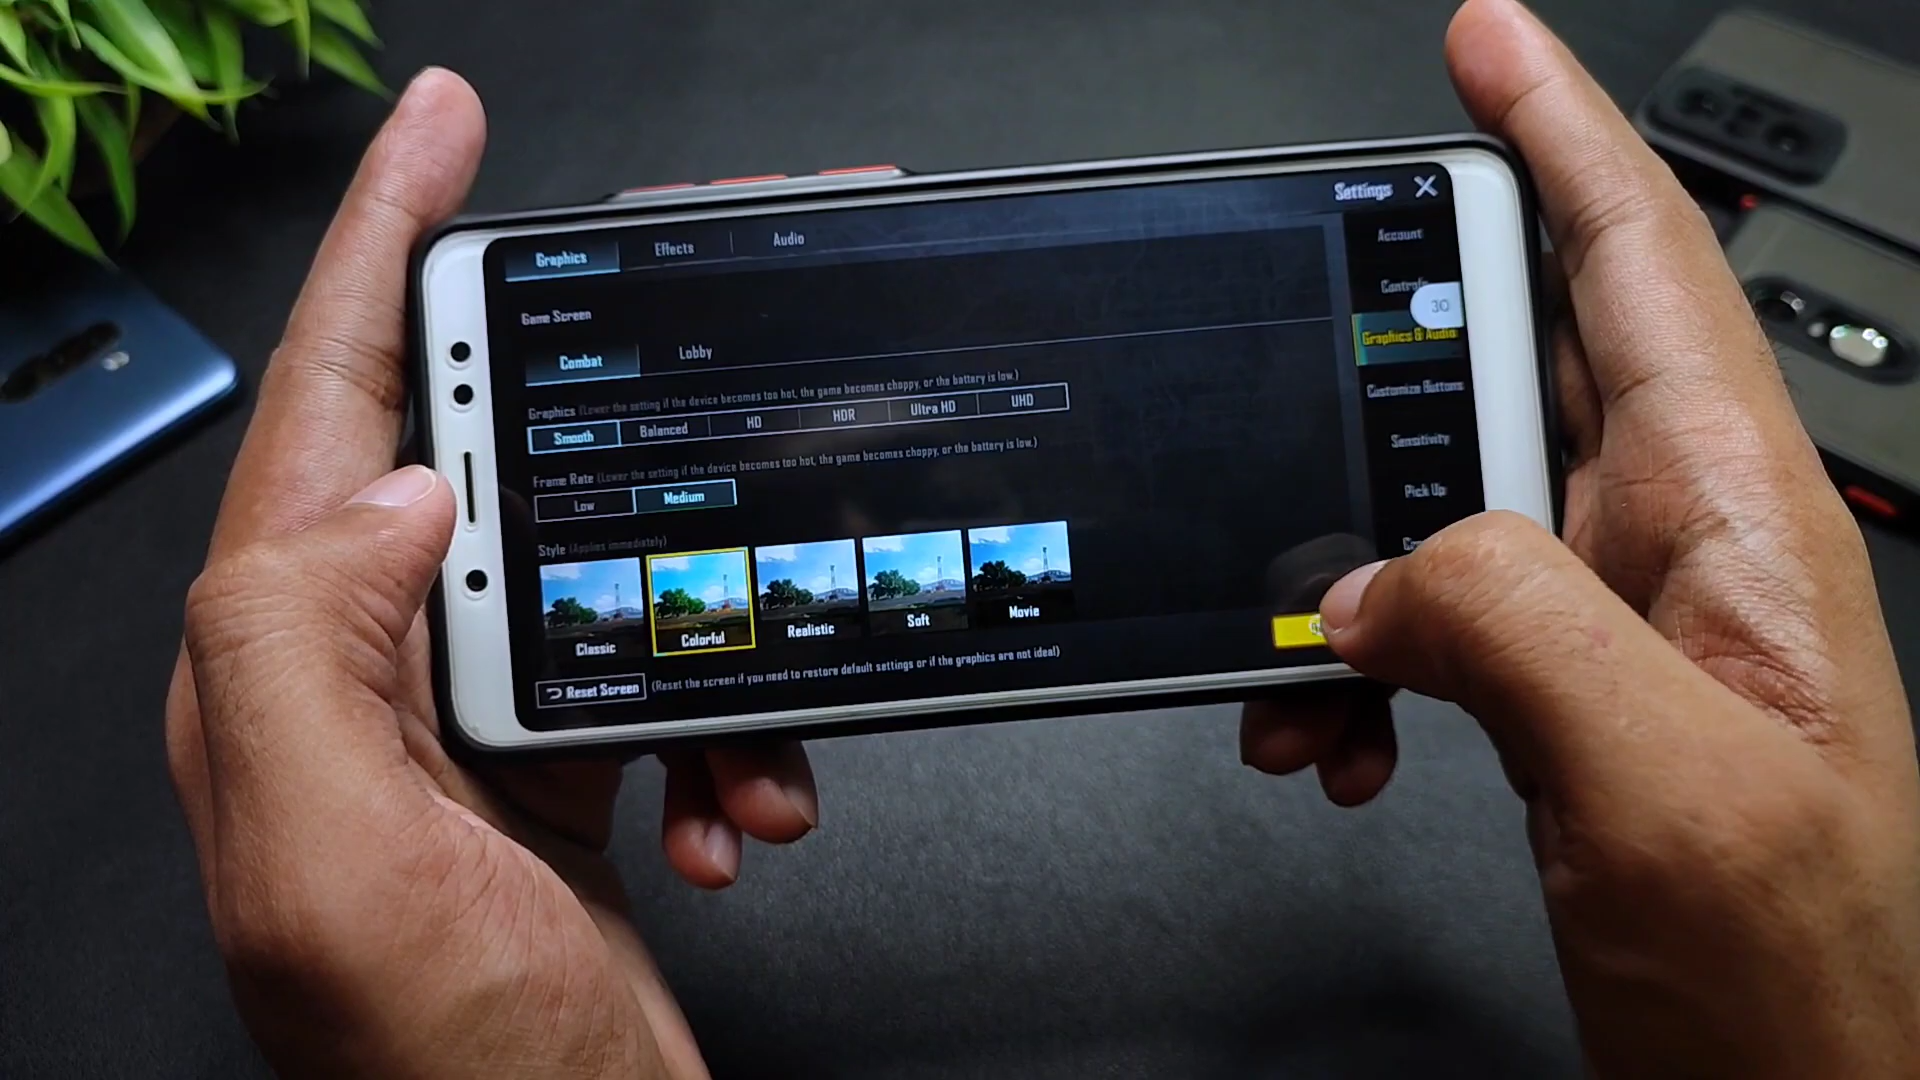 Settings
Graphics
Effects
Audio
Account
Game Screen
30
Combat
Lobby
Graphics & Audio
Graphics (Lower the setting if the device becomes too hot, the game becomes choppy, or the battery is low.)
Smooth
Balanced
HD
HDR
Ultra HD
UHD
Customize Buttons
Frame Rate (Lower the setting if the device becomes too hot, the game becomes choppy, or the battery is low.)
Low
Medium
Sensitivity
Pick Up
Style (Applies immediately)
Classic
Colorful
Realistic
Soft
Movie
Reset Screen
(Reset the screen if you need to restore default settings or if the graphics are not ideal)